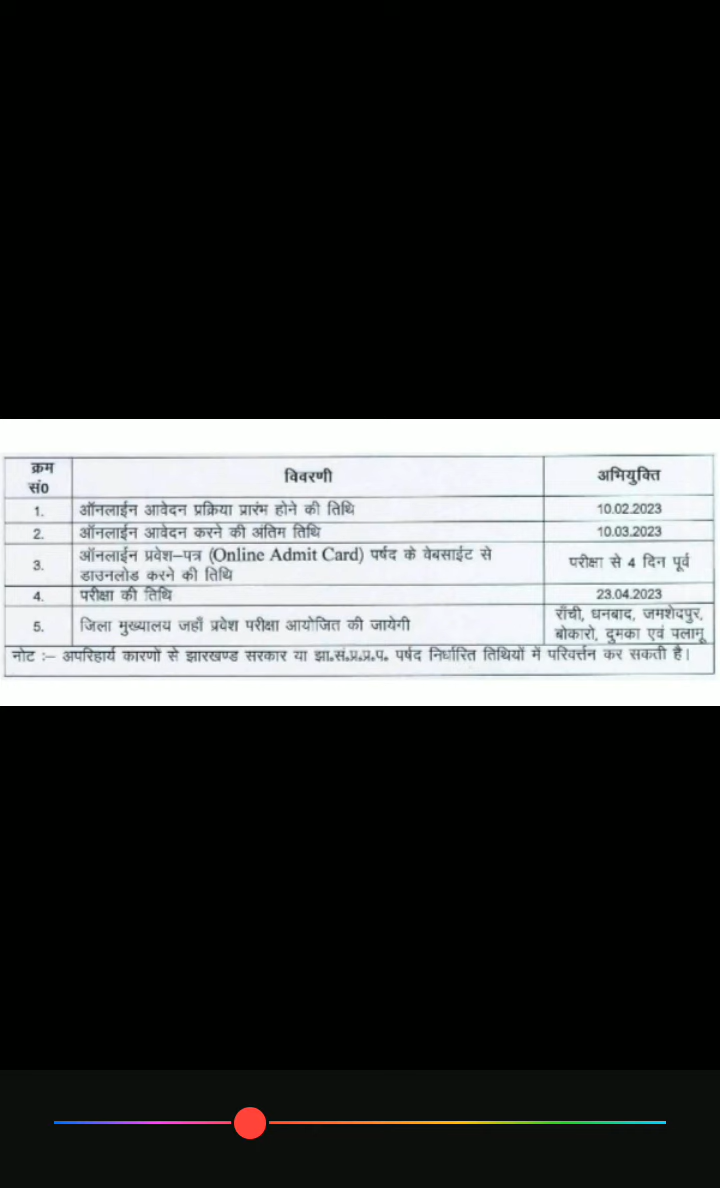 क्रम
सं0
विवरणी
अभियुक्ति
1.
ऑनलाईन आवेदन प्रक्रिया प्रारंभ होने की तिथि
10.02.2023
2.
ऑनलाईन आवेदन करने की अंतिम तिथि
10.03.2023
3.
ऑनलाईन प्रवेश–पत्र (Online Admit Card) पर्षद के वेबसाईट से
डाउनलोड करने की तिथि
परीक्षा से 4 दिन पूर्व
4.
परीक्षा की तिथि
23.04.2023
5.
जिला मुख्यालय जहाँ प्रवेश परीक्षा आयोजित की जायेगी
राँची, धनबाद, जमशेदपुर,
बोकारो, दुमका एवं पलामू
नोट :– अपरिहार्य कारणों से झारखण्ड सरकार या झा.सं.प्र.प्र.प. पर्षद निर्धारित तिथियों में परिवर्त्तन कर सकती है।